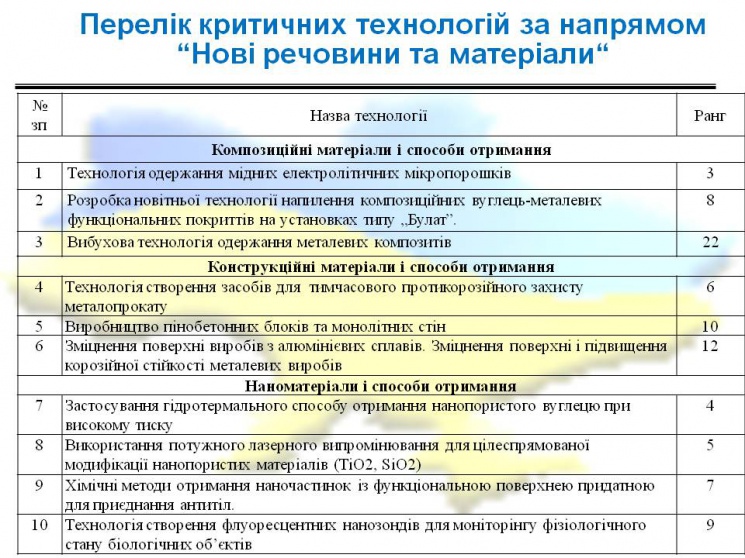 Перелік критичних технологій за напрямом
“Нові речовини та матеріали“
№
зп
Назва технології
Ранг
Композиційні матеріали і способи отримання
1 Технологія одержання мідних електролітичних мікропорошків 3
2 Розробка новітньої технології напилення композиційних вуглець-металевих 8
функціональних покриттів на установках типу „Булат”.
3 Вибухова технологія одержання металевих композитів 22
Конструкційні матеріали і способи отримання
4 Технологія створення засобів для тимчасового протикорозійного захисту 6
металопрокату
5 Виробництво пінобетонних блоків та монолітних стін 10
6 Зміцнення поверхні виробів з алюмінієвих сплавів. Зміцнення поверхні і підвищення 12
корозійної стійкості металевих виробів
Наноматеріали і способи отримання
7 Застосування гідротермального способу отримання нанопористого вуглецю при 4
високому тиску
8 Використання потужного лазерного випромінювання для цілеспрямованої 5
модифікації нанопористих матеріалів (TiO2, SiO2)
9 Хімічні методи отримання наночастинок із функціональною поверхнею придатною 7
для приєднання антитіл.
10 Технологія створення флуоресцентних нанозондів для моніторінгу фізіологічного 9
стану біологічних об’єктів